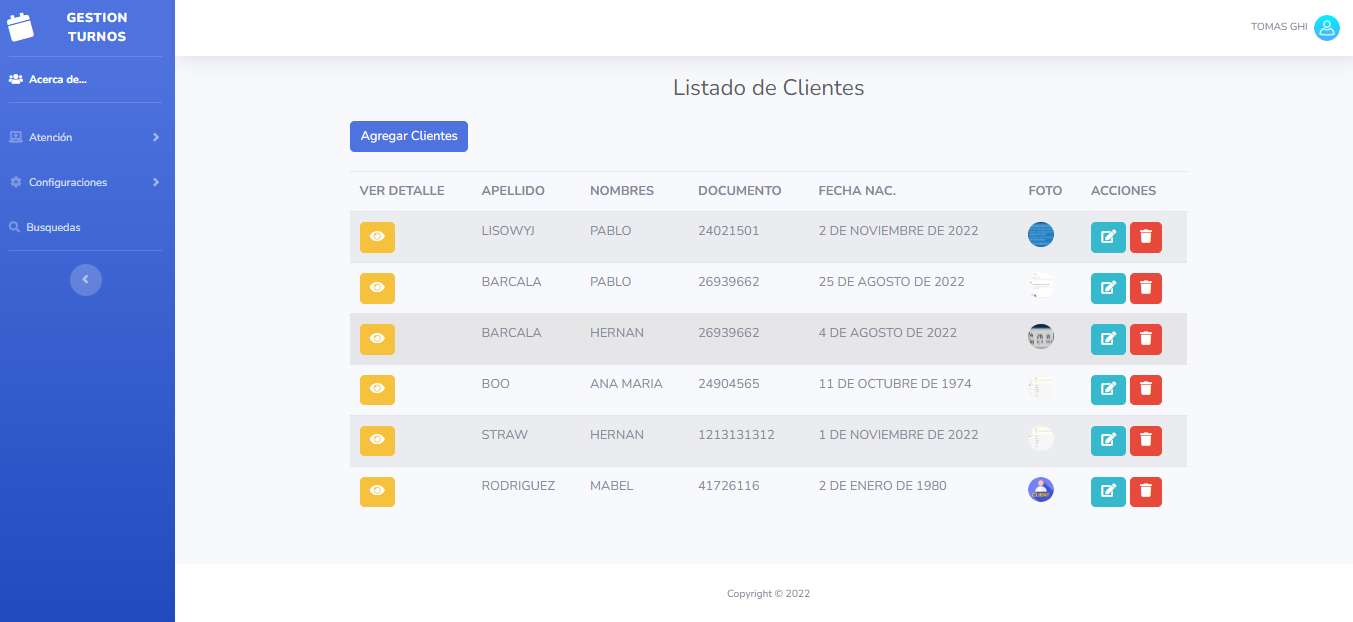 GESTION
TURNOS
TOMAS GHI
Acerca de...
Atención
Configuraciones
Busquedas
Listado de Clientes
Agregar Clientes
VER DETALLE APELLIDO NOMBRES DOCUMENTO FECHA NAC. FOTO ACCIONES
LISOWYJ PABLO 24021501 2 DE NOVIEMBRE DE 2022
BARCALA PABLO 26939662 25 DE AGOSTO DE 2022
BARCALA HERNAN 26939662 4 DE AGOSTO DE 2022
BOO ANA MARIA 24904565 11 DE OCTUBRE DE 1974
STRAW HERNAN 1213131312 1 DE NOVIEMBRE DE 2022
RODRIGUEZ MABEL 41726116 2 DE ENERO DE 1980
CLIENT
Copyright © 2022